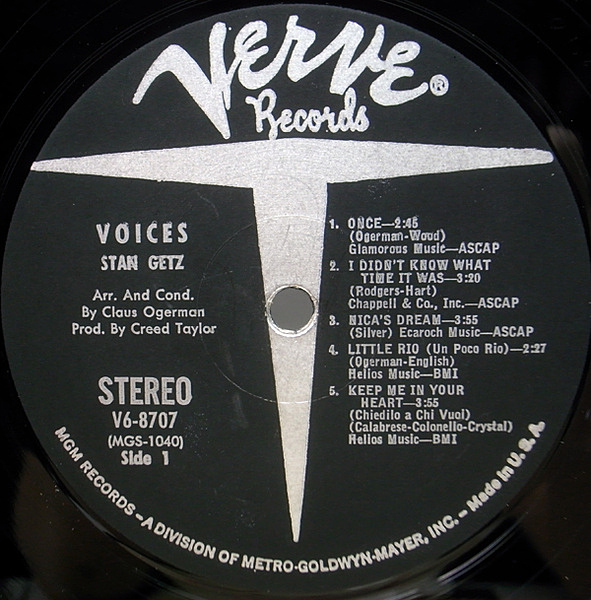 Verve®
Records
VOICES
STAN GETZ
Arr. And Cond.
By Claus Ogerman
Prod. By Creed Taylor
STEREO
V6-8707
(MGS-1040)
Side 1
1. ONCE—2:45
(Ogerman-Wood)
Glamorous Music—ASCAP
2. I DIDN'T KNOW WHAT
TIME IT WAS—3:20
(Rodgers-Hart)
Chappell & Co., Inc.—ASCAP
3. NICA'S DREAM—3:55
(Silver) Ecaroch Music—ASCAP
4. LITTLE RIO (Un Poco Rio)—2:27
(Ogerman-English)
Helios Music—BMI
5. KEEP ME IN YOUR
HEART—3:55
(Chiedilo a Chi Vuoi)
(Calabrese-Colonello-Crystal)
Helios Music—BMI
MGM RECORDS—A DIVISION OF METRO-GOLDWYN-MAYER, INC.—Made in U.S.A.